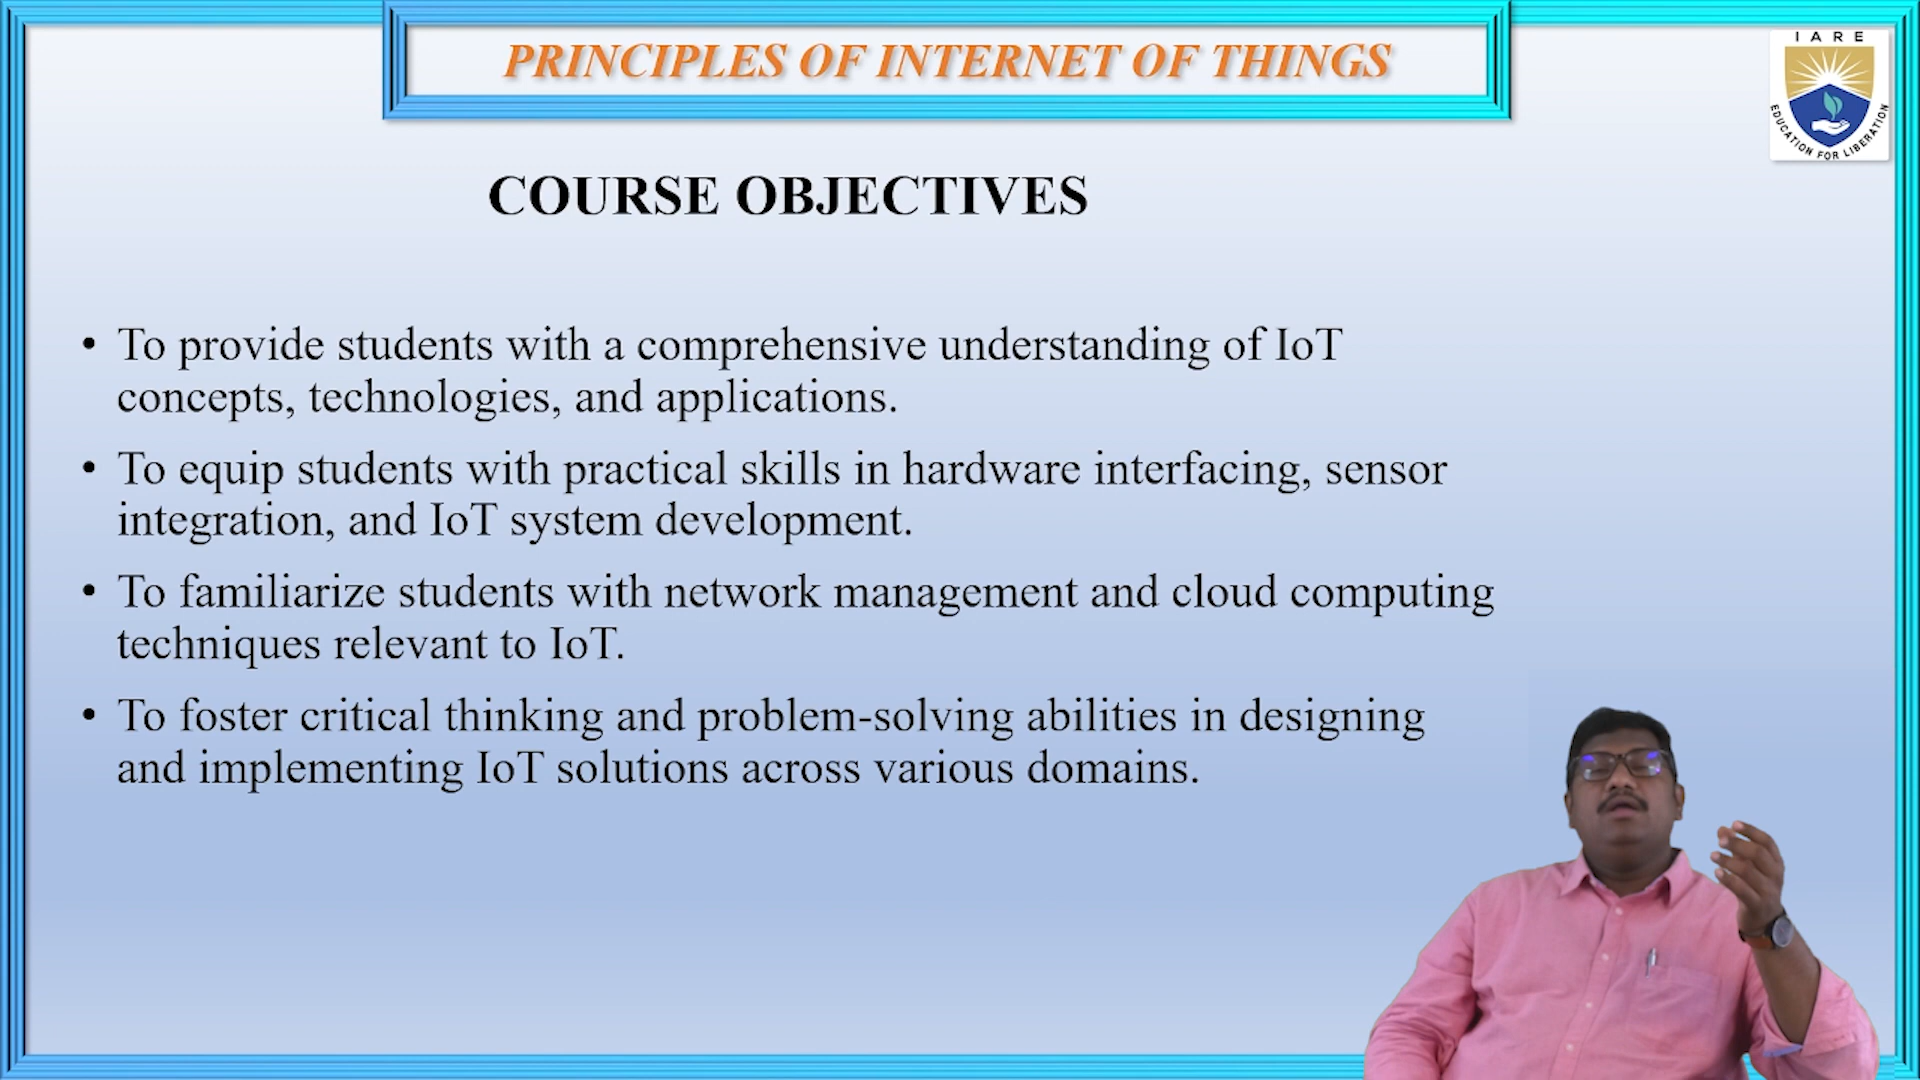 PRINCIPLES OF INTERNET OF THINGS
IARE
EDUCATION FOR LIBERATION
COURSE OBJECTIVES
• To provide students with a comprehensive understanding of IoT
concepts, technologies, and applications.
• To equip students with practical skills in hardware interfacing, sensor
integration, and IoT system development.
• To familiarize students with network management and cloud computing
techniques relevant to IoT.
• To foster critical thinking and problem-solving abilities in designing
and implementing IoT solutions across various domains.